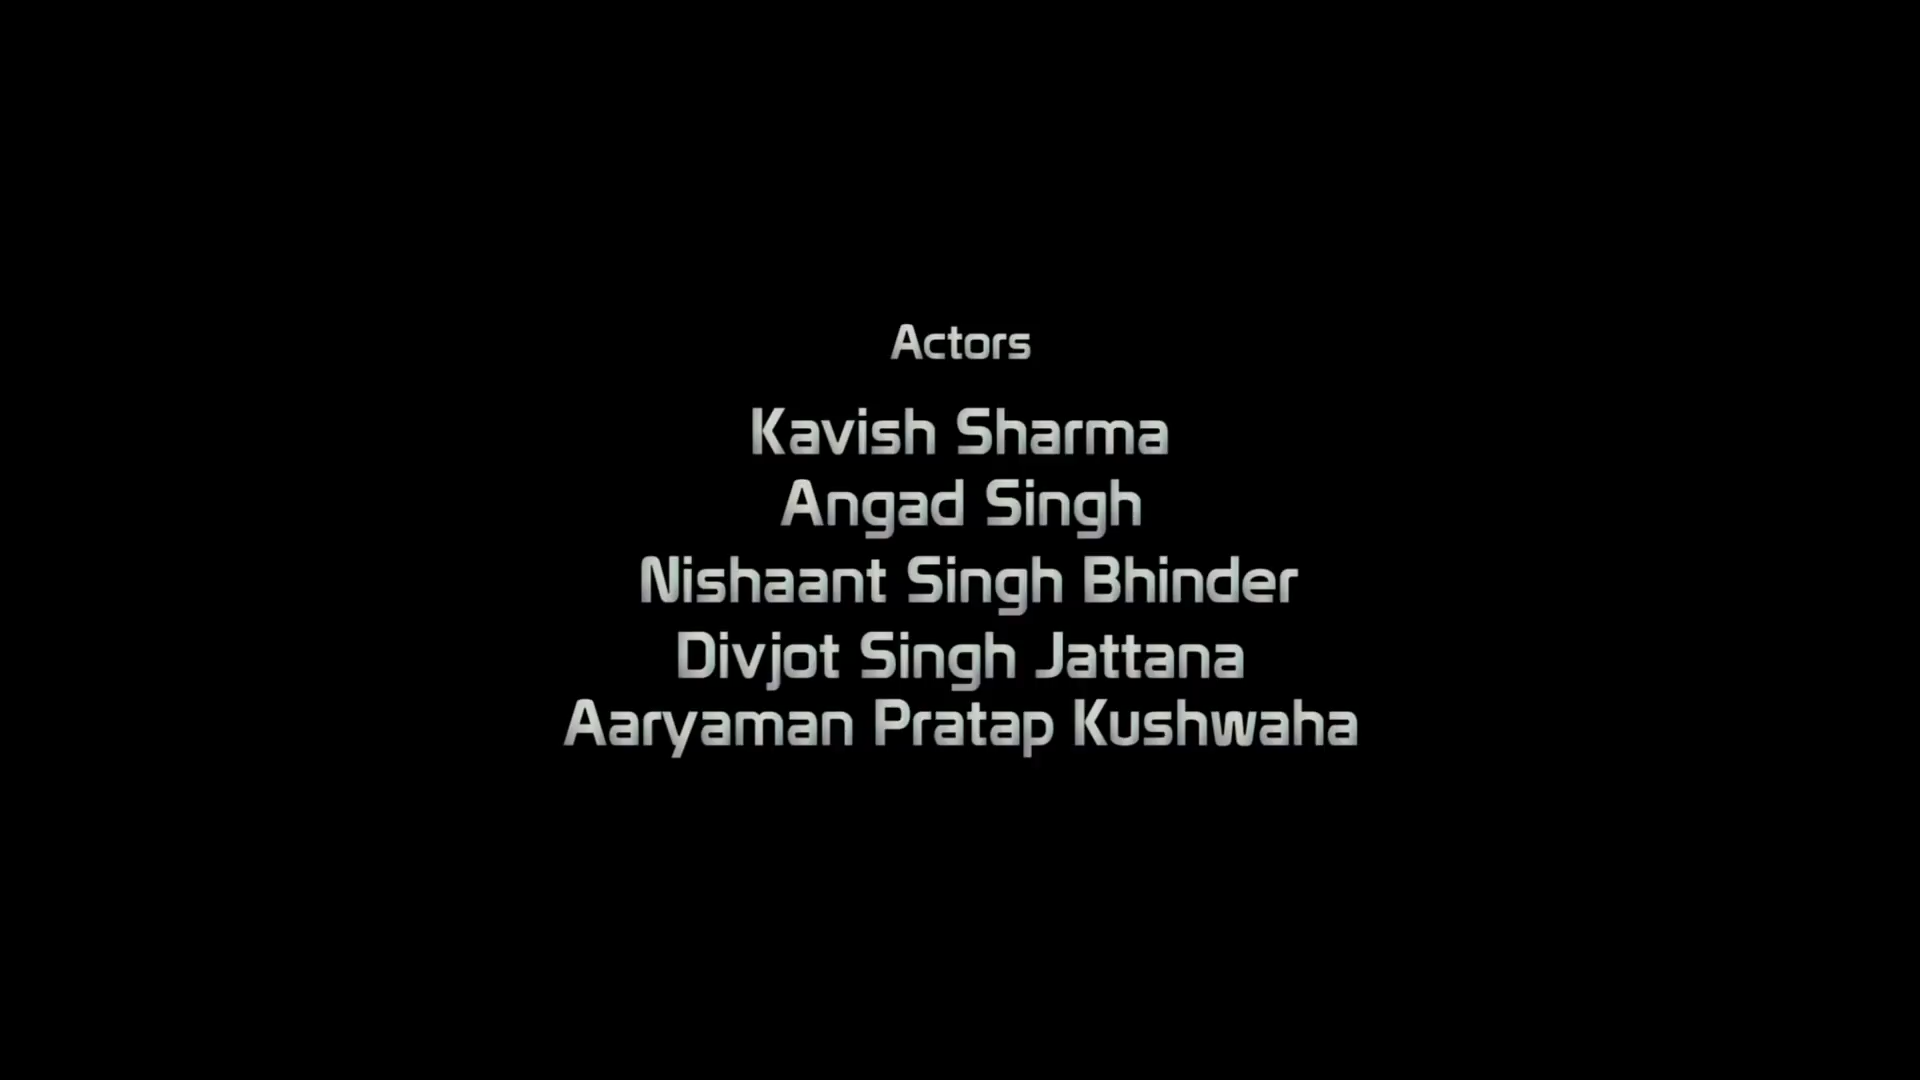 Actors
Kavish Sharma
Angad Singh
Nishaant Singh Bhinder
Divjot Singh Jattana
Aaryaman Pratap Kushwaha